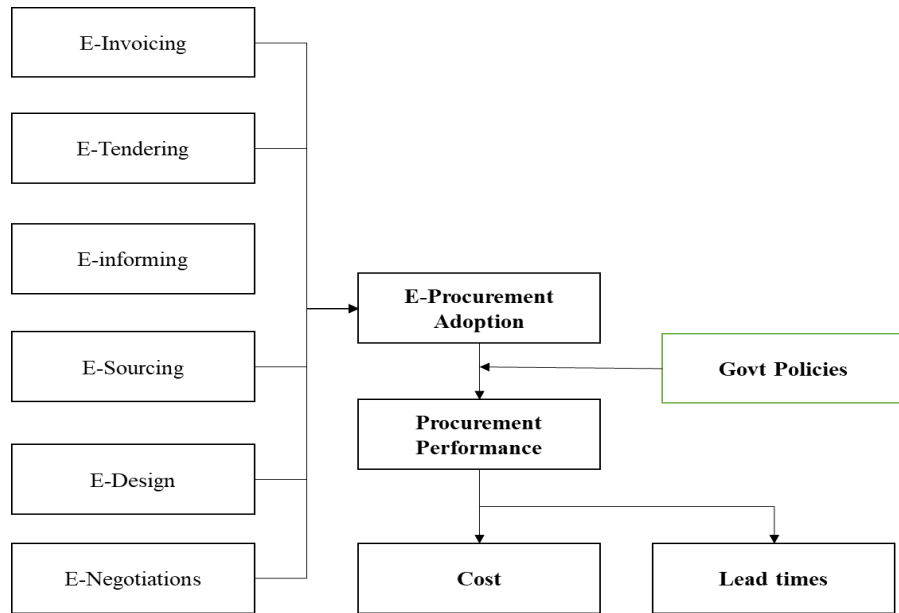 E-Invoicing
E-Tendering
E-informing
E-Sourcing
E-Design
E-Negotiations
E-Procurement
Adoption
Govt Policies
Procurement
Performance
Cost
Lead times